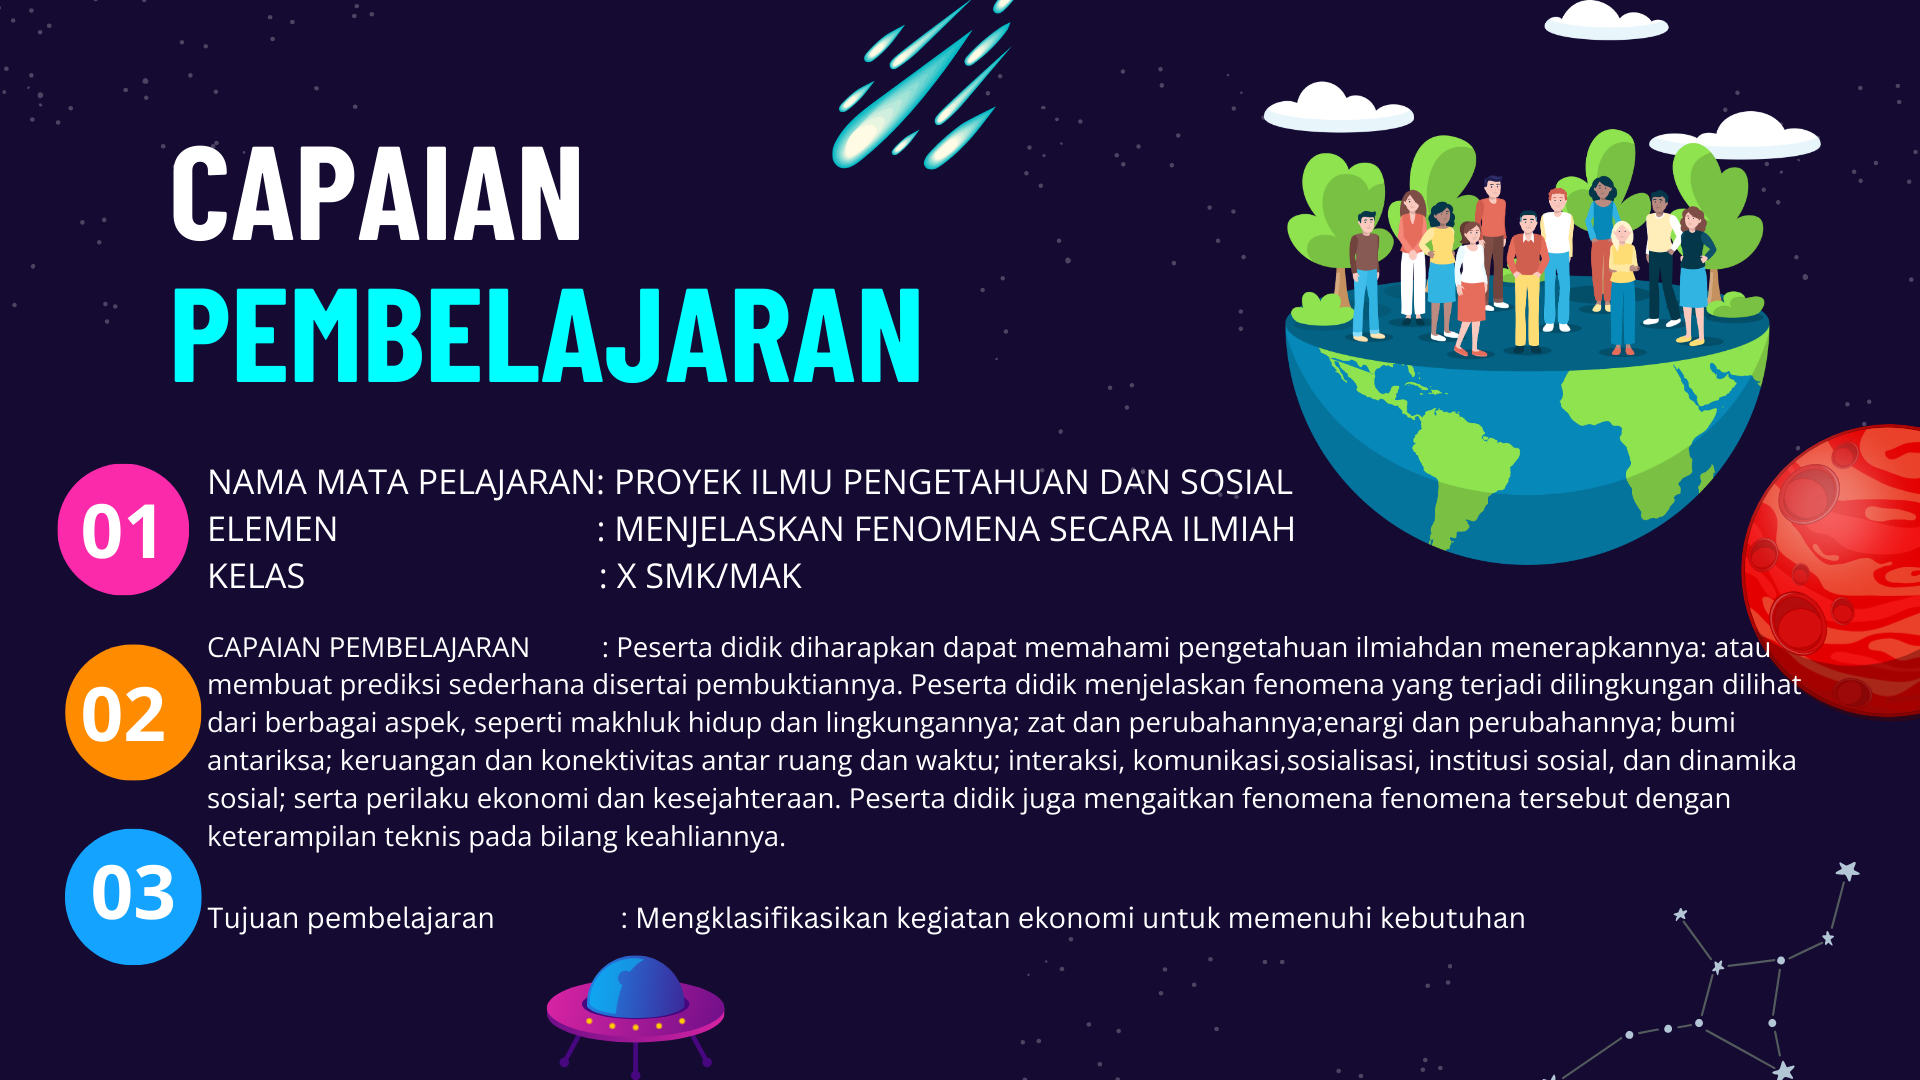 CAPAIAN
PEMBELAJARAN
01
NAMA MATA PELAJARAN: PROYEK ILMU PENGETAHUAN DAN SOSIAL
ELEMEN : MENJELASKAN FENOMENA SECARA ILMIAH
KELAS : X SMK/MAK
02
CAPAIAN PEMBELAJARAN : Peserta didik diharapkan dapat memahami pengetahuan ilmiahdan menerapkannya: atau
membuat prediksi sederhana disertai pembuktiannya. Peserta didik menjelaskan fenomena yang terjadi dilingkungan dilihat
dari berbagai aspek, seperti makhluk hidup dan lingkungannya; zat dan perubahannya;enargi dan perubahannya; bumi
antariksa; keruangan dan konektivitas antar ruang dan waktu; interaksi, komunikasi,sosialisasi, institusi sosial, dan dinamika
sosial; serta perilaku ekonomi dan kesejahteraan. Peserta didik juga mengaitkan fenomena fenomena tersebut dengan
keterampilan teknis pada bilang keahliannya.
03
Tujuan pembelajaran : Mengklasifikasikan kegiatan ekonomi untuk memenuhi kebutuhan